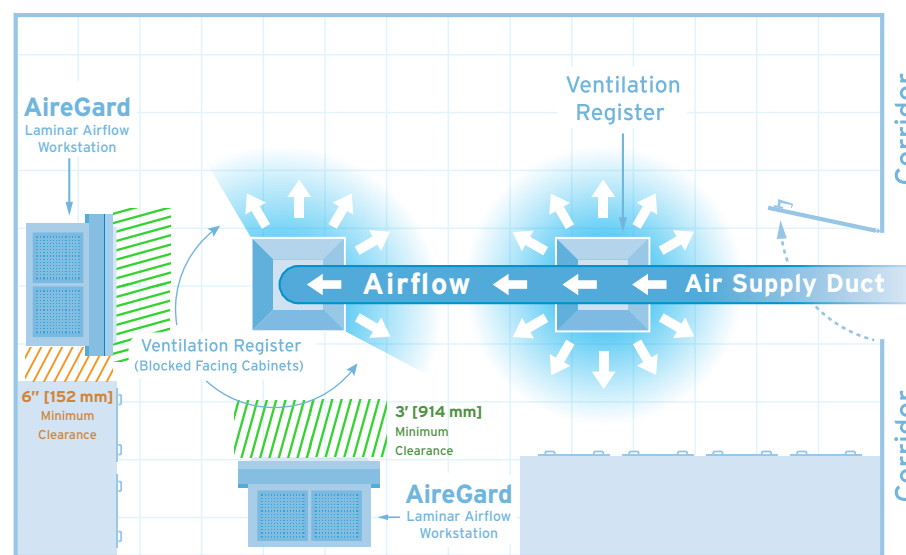 Ventilation
Register
AireGard
Laminar Airflow
Workstation
Corridor
Airflow
Air Supply Duct
Ventilation Register
(Blocked Facing Cabinets)
6″ [152 mm]
Minimum
Clearance
3′ [914 mm]
Minimum
Clearance
AireGard
Laminar Airflow
Workstation
Corridor